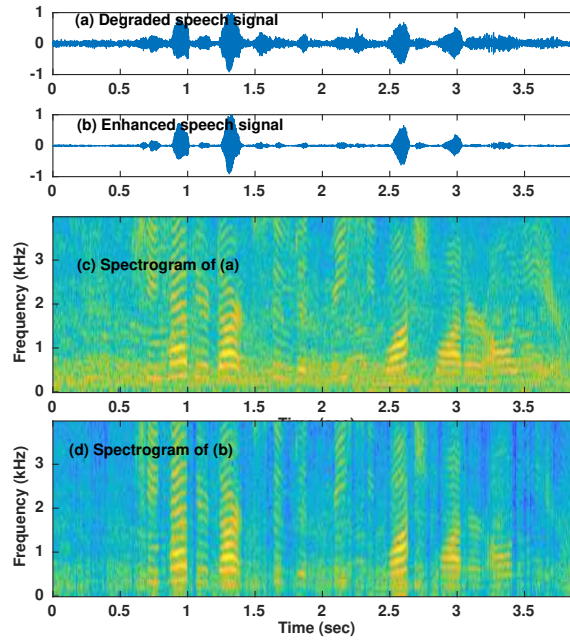 (a) Degraded speech signal
1
0
-1
0 0.5 1 1.5 2 2.5 3 3.5
(b) Enhanced speech signal
1
0
-1
0 0.5 1 1.5 2 2.5 3 3.5
(c) Spectrogram of (a)
Frequency (kHz)
3
2
1
0
0 0.5 1 1.5 2 2.5 3 3.5
Time (sec)
(d) Spectrogram of (b)
Frequency (kHz)
3
2
1
0
0 0.5 1 1.5 2 2.5 3 3.5
Time (sec)